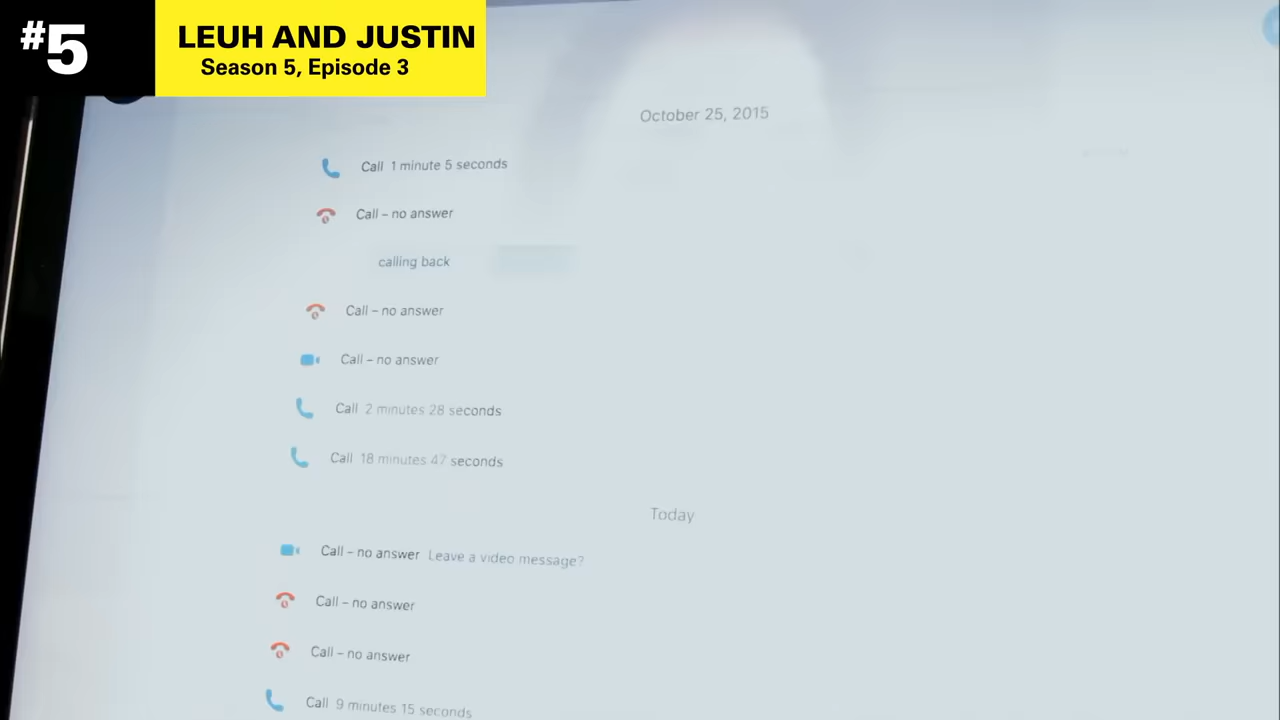 #5
LEUH AND JUSTIN
Season 5, Episode 3
October 25, 2015
Call 1 minute 5 seconds
Call – no answer
calling back
Call – no answer
Call – no answer
Call 2 minutes 28 seconds
Call 18 minutes 47 seconds
Today
Call – no answer Leave a video message?
Call – no answer
Call – no answer
Call 9 minutes 15 seconds